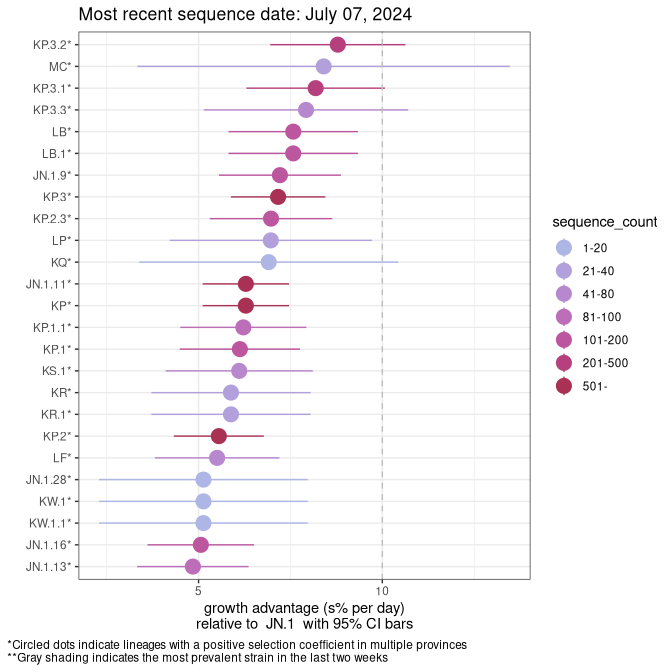 Most recent sequence date: July 07, 2024
KP.3.2*
MC*
KP.3.1*
KP.3.3*
LB*
LB.1*
JN.1.9*
KP.3*
KP.2.3*
LP*
KQ*
JN.1.11*
KP*
KP.1.1*
KP.1*
KS.1*
KR*
KR.1*
KP.2*
LF*
JN.1.28*
KW.1*
KW.1.1*
JN.1.16*
JN.1.13*
5 10
growth advantage (s% per day)
relative to JN.1 with 95% CI bars
sequence_count
1-20
21-40
41-80
81-100
101-200
201-500
501-
*Circled dots indicate lineages with a positive selection coefficient in multiple provinces
**Gray shading indicates the most prevalent strain in the last two weeks